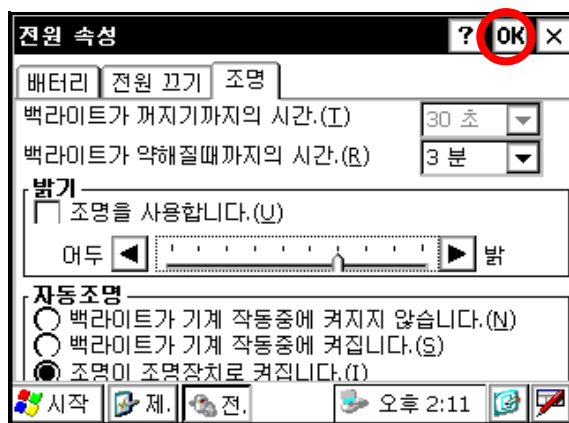 전원 속성 ? OK ×
배터리 전원 끄기 조명
백라이트가 꺼지기까지의 시간.(T) 30 초
백라이트가 약해질때까지의 시간.(R) 3 분
밝기
조명을 사용합니다.(U)
어두 밝
자동조명
백라이트가 기계 작동중에 켜지지 않습니다.(N)
백라이트가 기계 작동중에 켜집니다.(S)
조명이 조명장치로 켜집니다.(I)
시작 제. 전. 오후 2:11